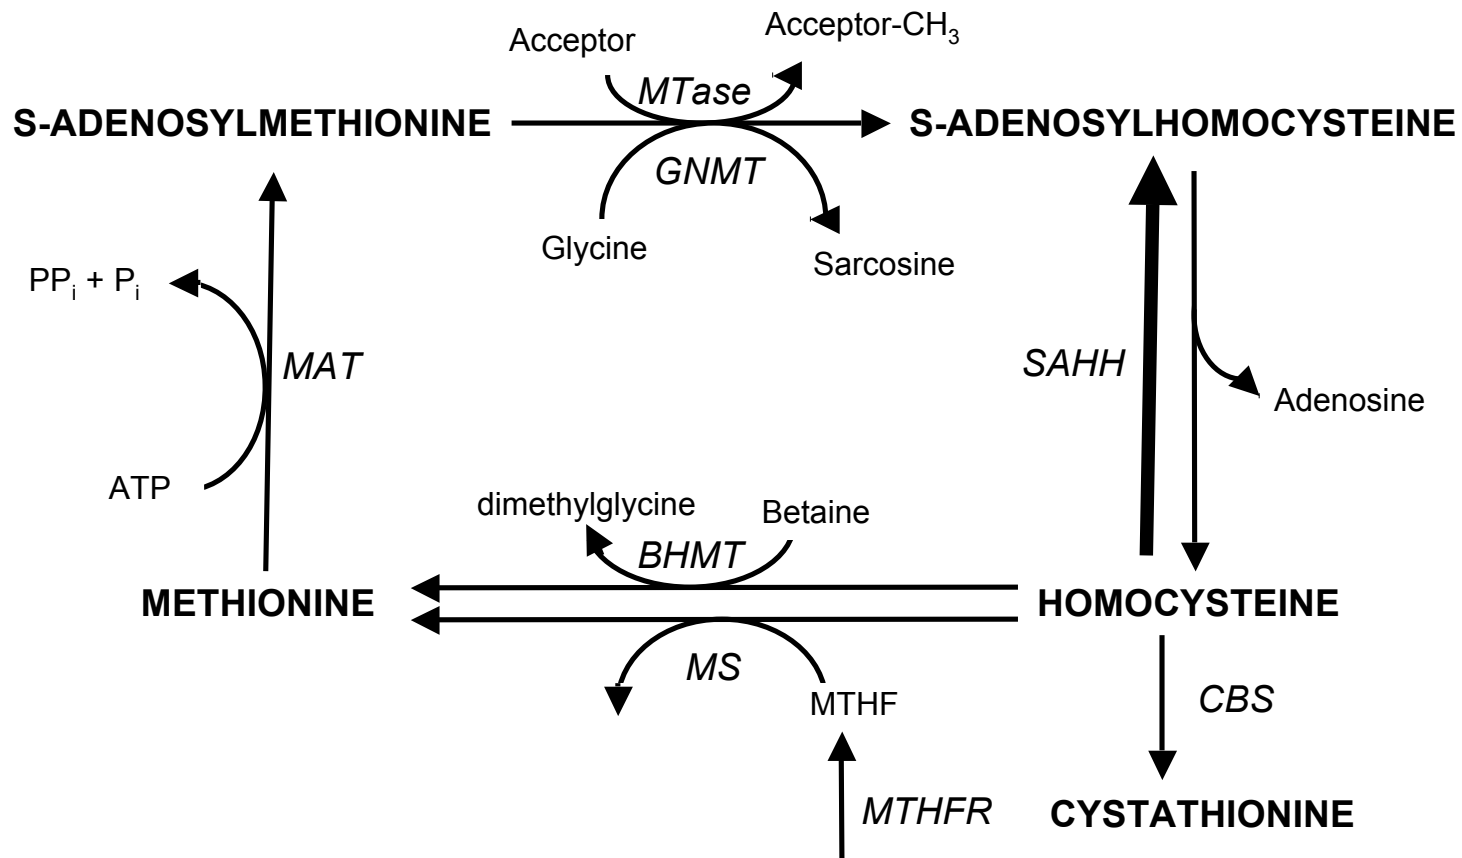 Acceptor
Acceptor-CH3
MTase
S-ADENOSYLMETHIONINE
S-ADENOSYLHOMOCYSTEINE
GNMT
Glycine
Sarcosine
PPi + Pi
MAT
SAHH
Adenosine
ATP
dimethylglycine
Betaine
BHMT
METHIONINE
HOMOCYSTEINE
MS
MTHF
CBS
MTHFR
CYSTATHIONINE